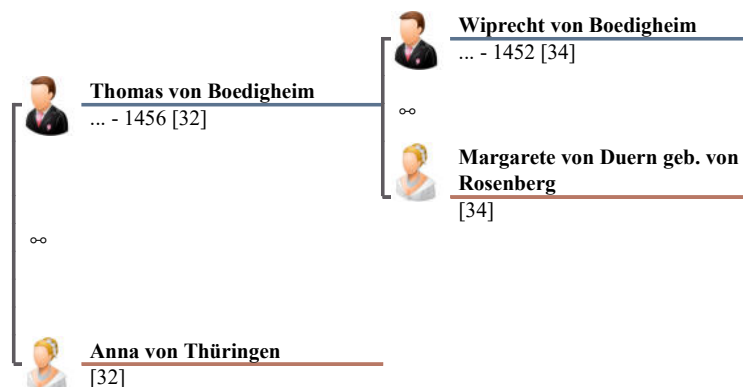 Wiprecht von Boedigheim
... - 1452 [34]
Thomas von Boedigheim
... - 1456 [32]
Margarete von Duern geb. von
Rosenberg
[34]
Anna von Thüringen
[32]